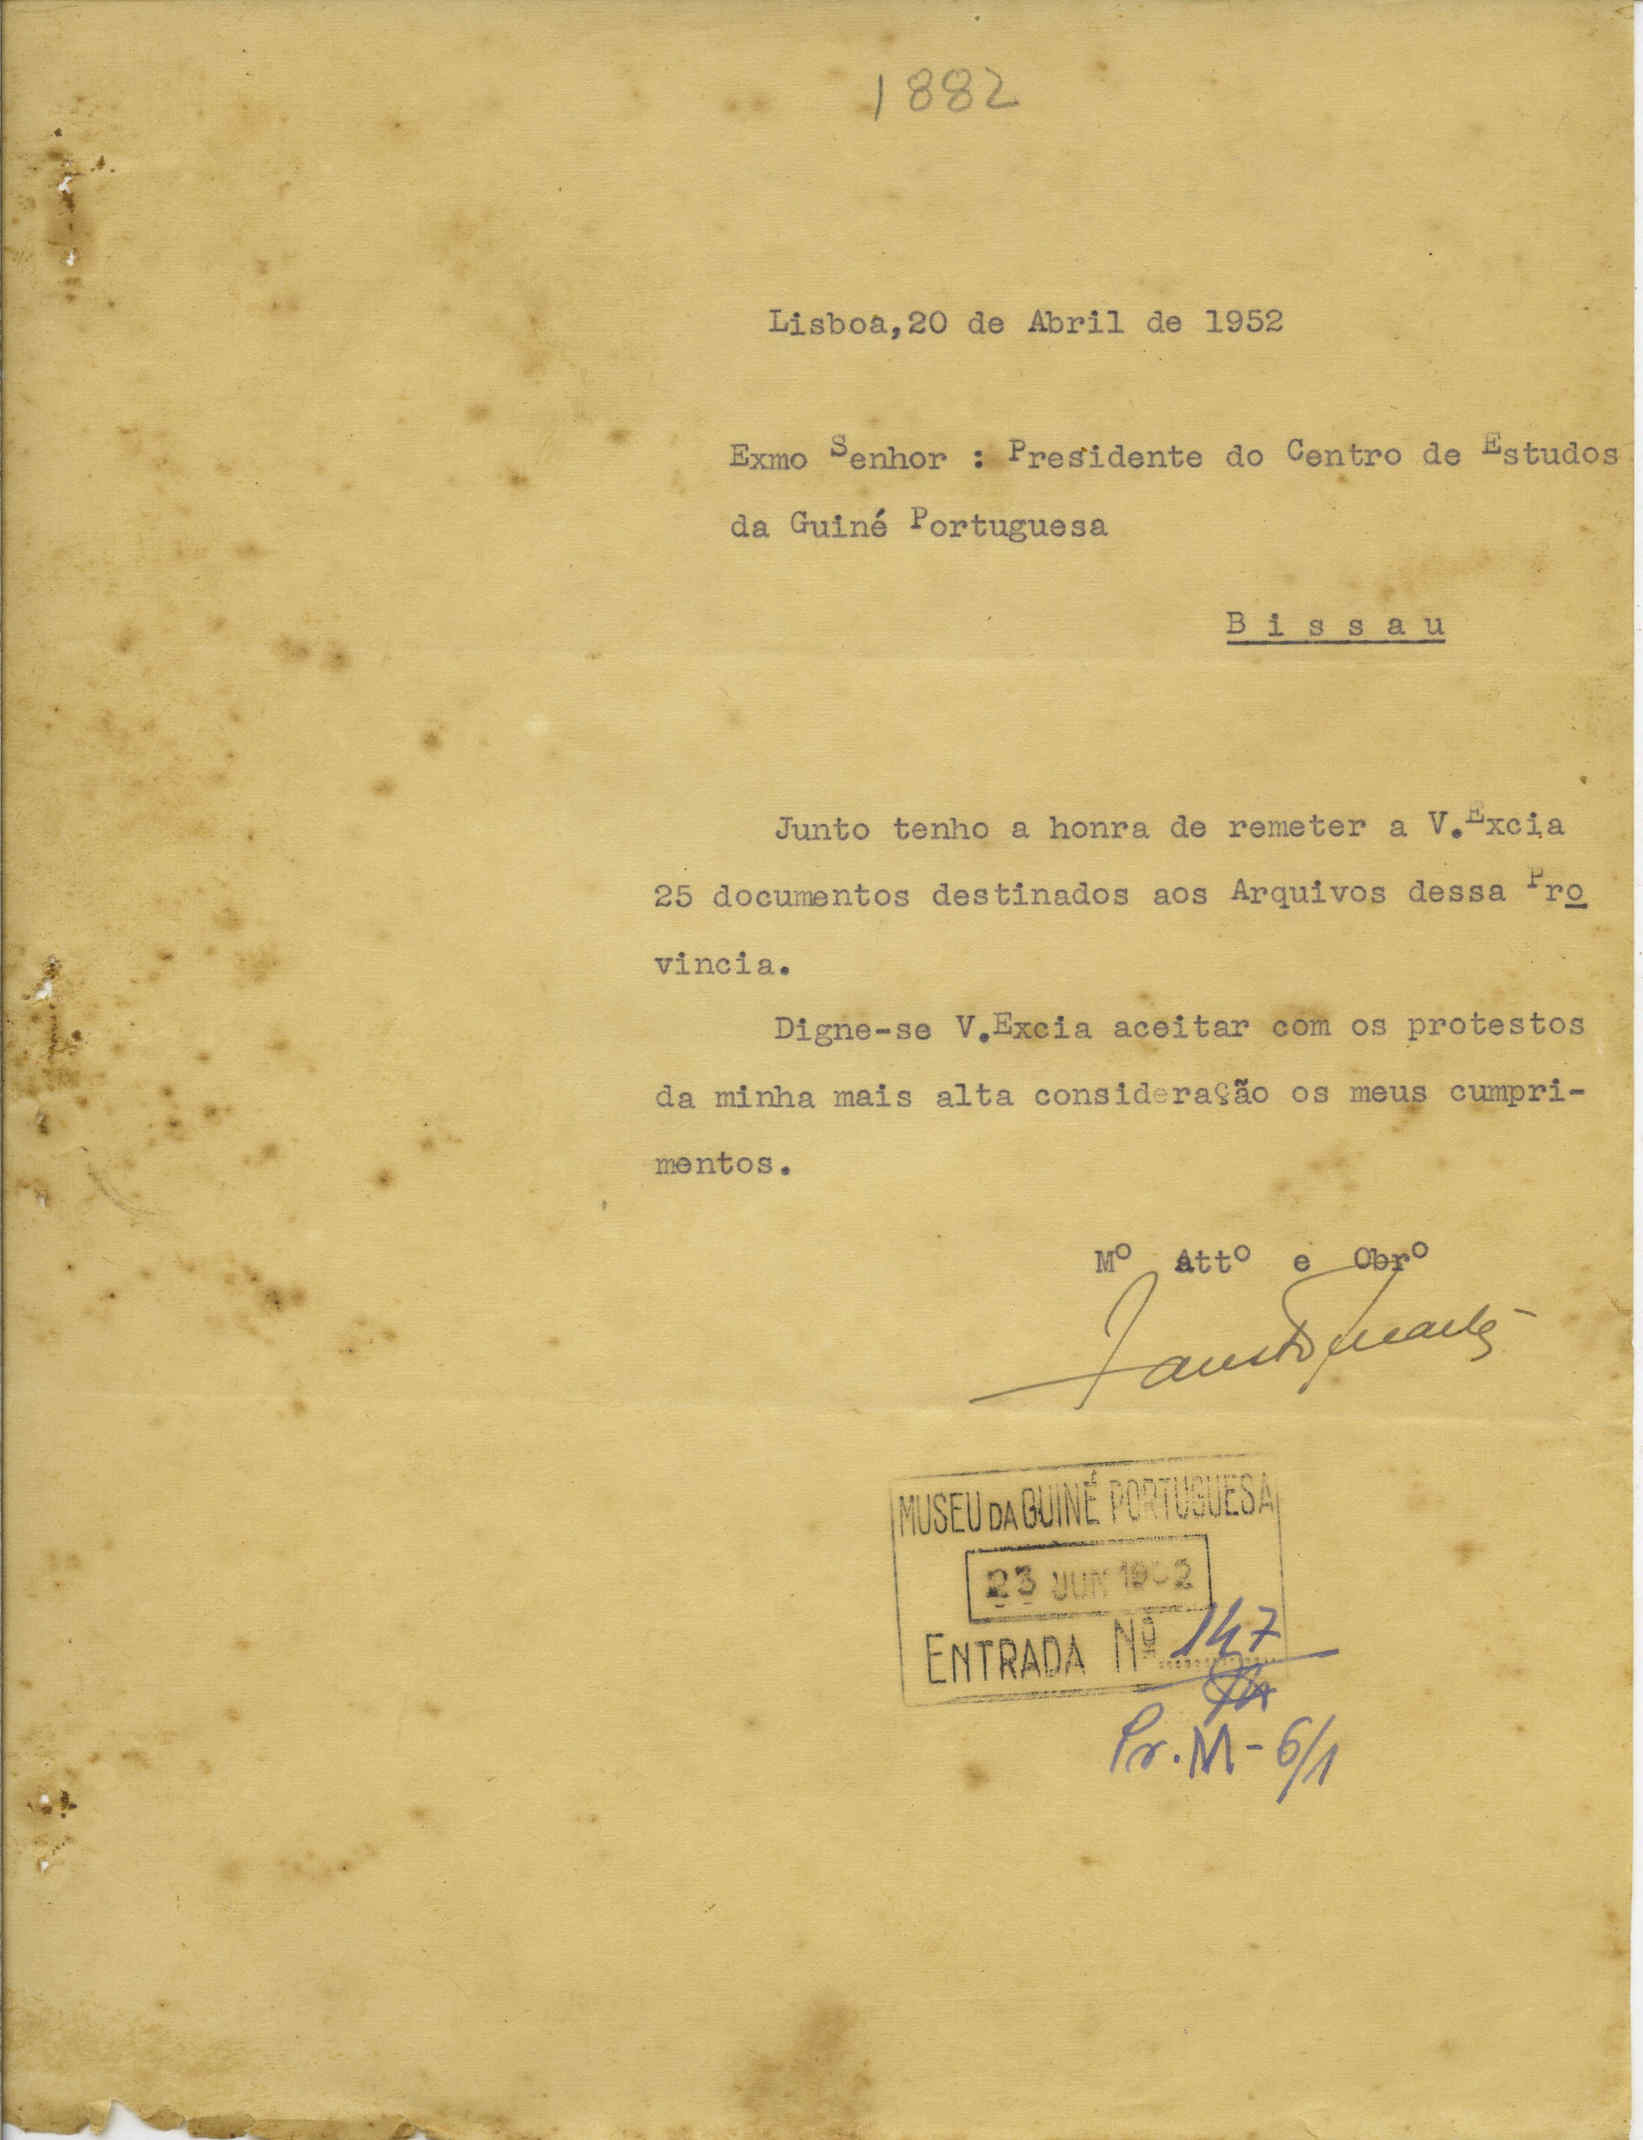 1882
Lisboa,20 de Abril de 1952
Exmo Senhor : Presidente do Centro de Estudos
da Guiné Portuguesa
B i s s a u
Junto tenho a honra de remeter a V.Excia
25 documentos destinados aos Arquivos dessa Pro
vincia.
Digne-se V.Excia aceitar com os protestos
da minha mais alta consideração os meus cumpri-
mentos.
Mº Attº e Obrº
Fausto Duarte
MUSEU DA GUINÉ PORTUGUESA
23 JUN 1952
ENTRADA Nº 147
Pr. M - 6/1